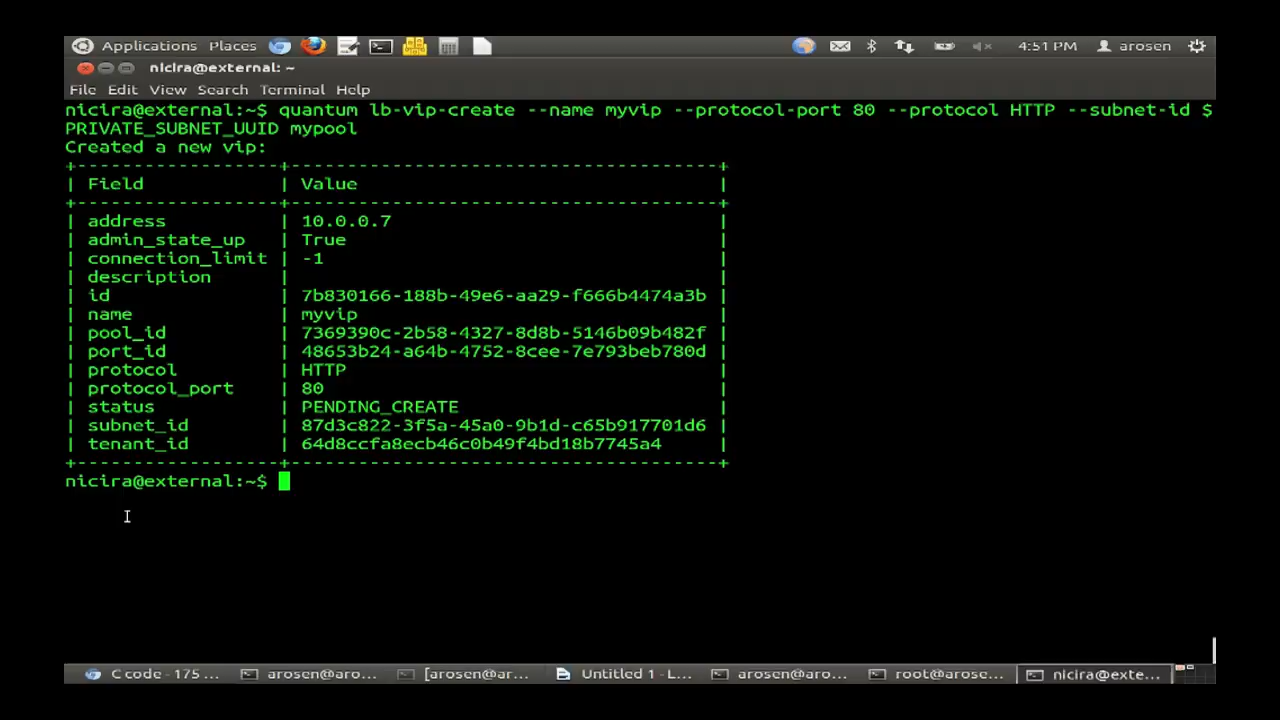 Applications Places 4:51 PM arosen
nicira@external: ~
File Edit View Search Terminal Help
nicira@external:~$ quantum lb-vip-create --name myvip --protocol-port 80 --protocol HTTP --subnet-id $
PRIVATE_SUBNET_UUID mypool
Created a new vip:
+-------------------+---------------------------------------+
| Field | Value |
+-------------------+---------------------------------------+
| address | 10.0.0.7 |
| admin_state_up | True |
| connection_limit | -1 |
| description | |
| id | 7b830166-188b-49e6-aa29-f666b4474a3b |
| name | myvip |
| pool_id | 7369390c-2b58-4327-8d8b-5146b09b482f |
| port_id | 48653b24-a64b-4752-8cee-7e793beb780d |
| protocol | HTTP |
| protocol_port | 80 |
| status | PENDING_CREATE |
| subnet_id | 87d3c822-3f5a-45a0-9b1d-c65b917701d6 |
| tenant_id | 64d8ccfa8ecb46c0b49f4bd18b7745a4 |
+-------------------+---------------------------------------+
nicira@external:~$
C code - 175 ... arosen@aro... [arosen@ar... Untitled 1 - L... arosen@aro... root@arose... nicira@exte...